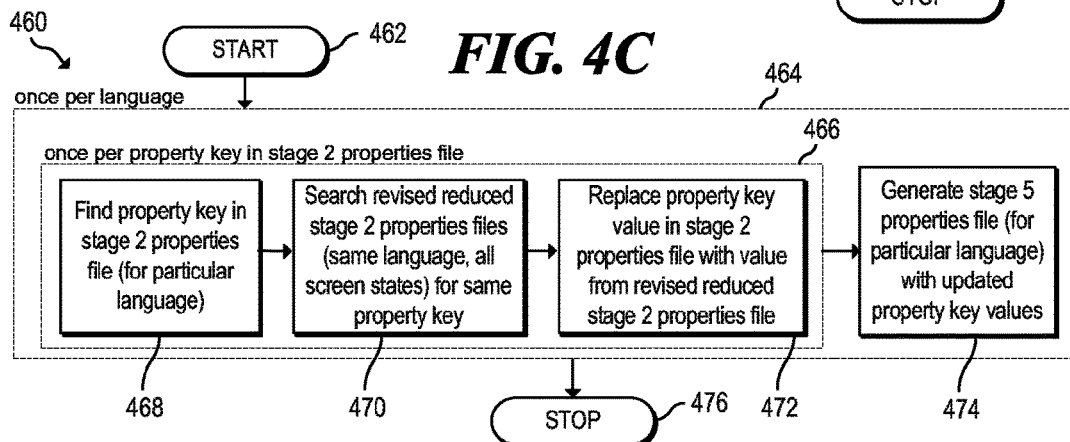 STOP
460
START
462
FIG. 4C
once per language
464
once per property key in stage 2 properties file
466
Find property key in
stage 2 properties
file (for particular
language)
Search revised reduced
stage 2 properties files
(same language, all
screen states) for same
property key
Replace property key
value in stage 2
properties file with value
from revised reduced
stage 2 properties file
Generate stage 5
properties file (for
particular language)
with updated
property key values
468
470
STOP
476
472
474